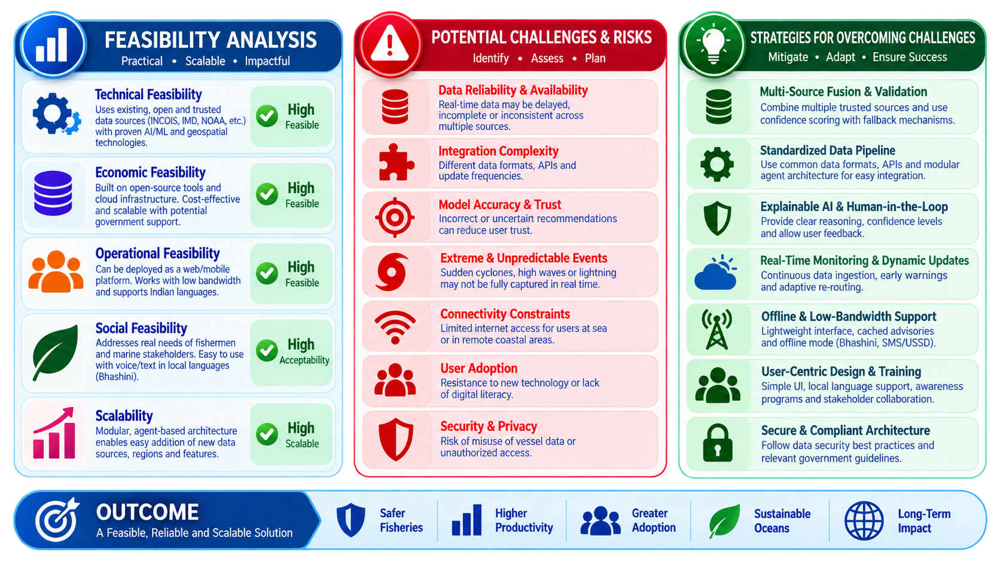 FEASIBILITY ANALYSIS
Practical • Scalable • Impactful
Technical Feasibility
Uses existing, open and trusted
data sources (INCOIS, IMD, NOAA, etc.)
with proven AI/ML and geospatial
technologies.
High
Feasible
Economic Feasibility
Built on open-source tools and
cloud infrastructure. Cost-effective
and scalable with potential
government support.
High
Feasible
Operational Feasibility
Can be deployed as a web/mobile
platform. Works with low bandwidth
and supports Indian languages.
High
Feasible
Social Feasibility
Addresses real needs of fishermen
and marine stakeholders. Easy to use
with voice/text in local languages
(Bhashini).
High
Acceptability
Scalability
Modular, agent-based architecture
enables easy addition of new data
sources, regions and features.
High
Scalable
POTENTIAL CHALLENGES & RISKS
Identify • Assess • Plan
Data Reliability & Availability
Real-time data may be delayed,
incomplete or inconsistent across
multiple sources.
Integration Complexity
Different data formats, APIs and
update frequencies.
Model Accuracy & Trust
Incorrect or uncertain recommendations
can reduce user trust.
Extreme & Unpredictable Events
Sudden cyclones, high waves or lightning
may not be fully captured in real time.
Connectivity Constraints
Limited internet access for users at sea
or in remote coastal areas.
User Adoption
Resistance to new technology or lack
of digital literacy.
Security & Privacy
Risk of misuse of vessel data or
unauthorized access.
STRATEGIES FOR OVERCOMING CHALLENGES
Mitigate • Adapt • Ensure Success
Multi-Source Fusion & Validation
Combine multiple trusted sources and use
confidence scoring with fallback mechanisms.
Standardized Data Pipeline
Use common data formats, APIs and modular
agent architecture for easy integration.
Explainable AI & Human-in-the-Loop
Provide clear reasoning, confidence levels
and allow user feedback.
Real-Time Monitoring & Dynamic Updates
Continuous data ingestion, early warnings
and adaptive re-routing.
Offline & Low-Bandwidth Support
Lightweight interface, cached advisories
and offline mode (Bhashini, SMS/USSD).
User-Centric Design & Training
Simple UI, local language support, awareness
programs and stakeholder collaboration.
Secure & Compliant Architecture
Follow data security best practices and
relevant government guidelines.
OUTCOME
A Feasible, Reliable and Scalable Solution
Safer
Fisheries
Higher
Productivity
Greater
Adoption
Sustainable
Oceans
Long-Term
Impact